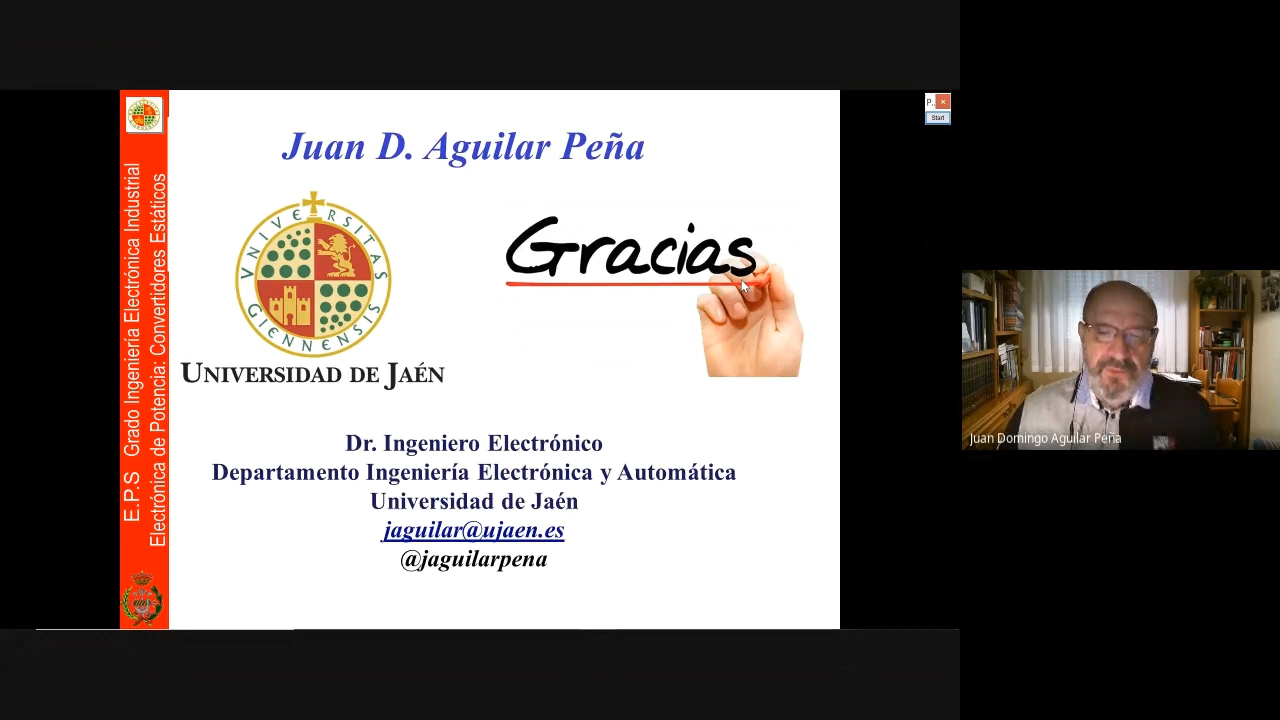 Juan D. Aguilar Peña
VNIVERSITAS GIENNENSIS
UNIVERSIDAD DE JAÉN
Gracias
Dr. Ingeniero Electrónico
Departamento Ingeniería Electrónica y Automática
Universidad de Jaén
jaguilar@ujaen.es
@jaguilarpena
E.P.S Grado Ingeniería Electrónica Industrial
Electrónica de Potencia: Convertidores Estáticos
P..
Start
Juan Domingo Aguilar Peña